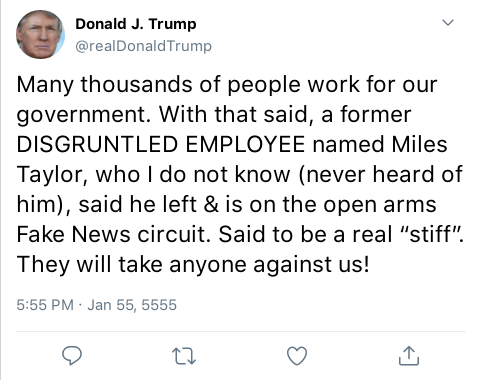 Donald J. Trump
@realDonaldTrump
Many thousands of people work for our
government. With that said, a former
DISGRUNTLED EMPLOYEE named Miles
Taylor, who I do not know (never heard of
him), said he left & is on the open arms
Fake News circuit. Said to be a real “stiff”.
They will take anyone against us!
5:55 PM · Jan 55, 5555